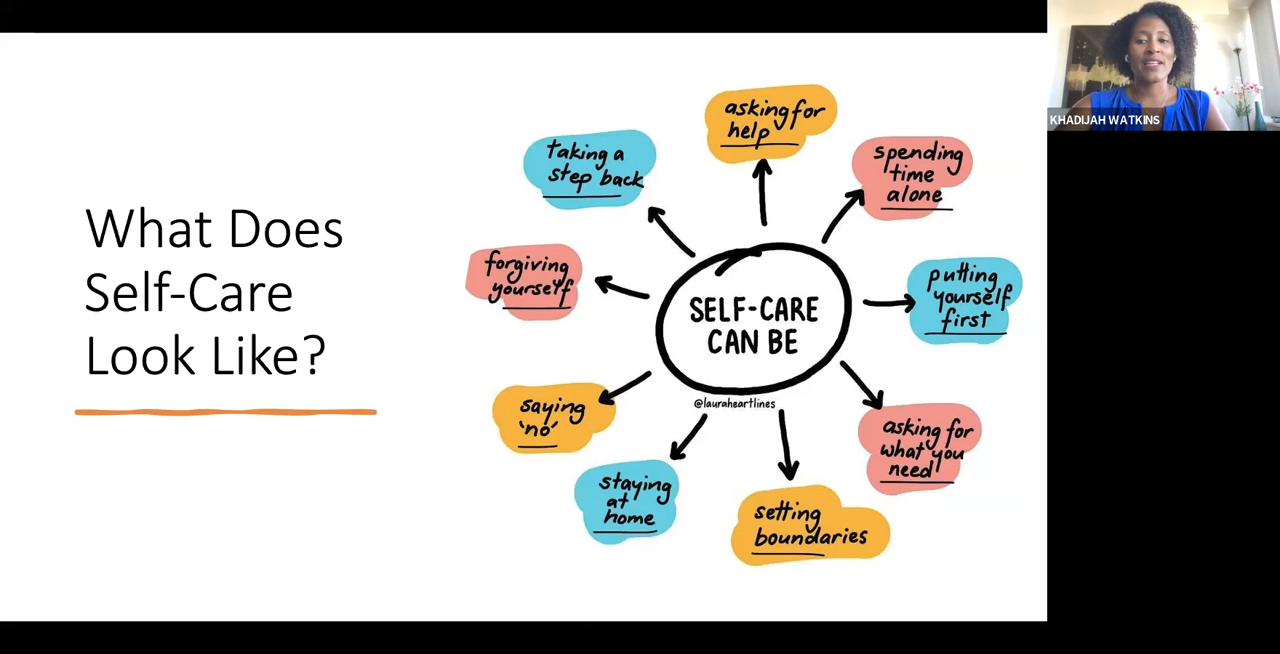 What Does
Self-Care
Look Like?
asking for
help
spending
time
alone
putting
yourself
first
asking for
what you
need
setting
boundaries
staying
at
home
saying
'no'
forgiving
yourself
taking a
step back
SELF-CARE
CAN BE
@lauraheartlines
KHADIJAH WATKINS